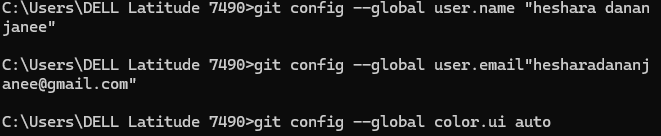 C:\Users\DELL Latitude 7490>git config --global user.name "heshara danan
janee"
C:\Users\DELL Latitude 7490>git config --global user.email"hesharadananj
anee@gmail.com"
C:\Users\DELL Latitude 7490>git config --global color.ui auto